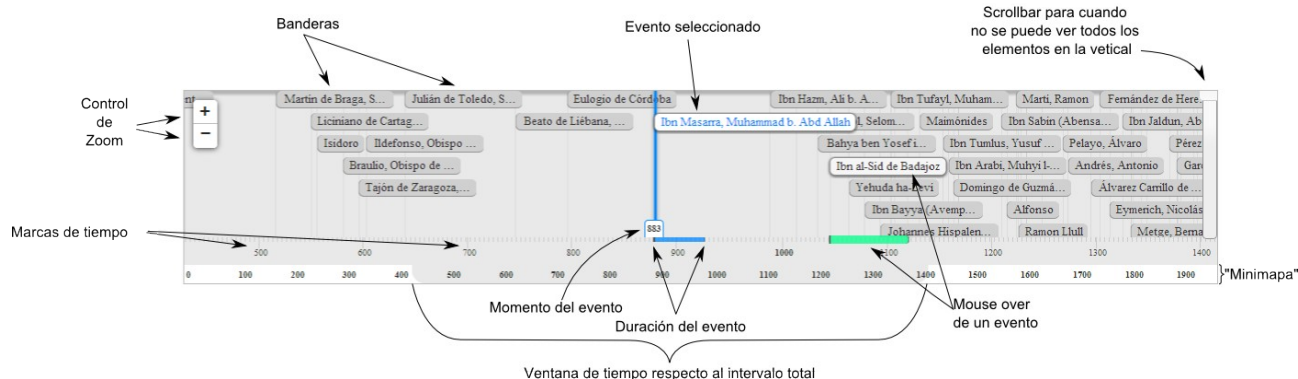 Banderas
Evento seleccionado
Scrollbar para cuando
no se puede ver todos los
elementos en la vetical
Control
de
Zoom
+
−
Martin de Braga, S...
Julián de Toledo, S...
Eulogio de Córdoba
Ibn Hazm, Ali b. A...
Ibn Tufayl, Muham...
Marti, Ramon
Fernández de Here...
Liciniano de Cartag...
Beato de Liébana, ...
Ibn Masarra, Muhammad b. Abd Allah
l, Selom...
Maimónides
Ibn Sabin (Abensa...
Ibn Jaldun, Ab
Isidoro
Ildefonso, Obispo ...
Bahya ben Yosef i...
Ibn Tumlus, Yusuf ...
Pelayo, Álvaro
Pérez
Braulio, Obispo de ...
Ibn al-Sid de Badajoz
Ibn Arabi, Muhyi l-...
Andrés, Antonio
Gar
Tajón de Zaragoza,...
Yehuda ha-Levi
Domingo de Guzmá...
Álvarez Carrillo de ...
Ibn Bayya (Avemp...
Alfonso
Eymerich, Nicolás
Johannes Hispalen...
Ramon Llull
Metge, Berna
Marcas de tiempo
883
500 700 800 900 1000 1100 1200 1400
0 100 200 300 400 500 600 700 800 900 1000 1100 1200 1300 1400 1500 1600 1700 1800 1900
"Minimapa"
Momento del evento
Duración del evento
Mouse over
de un evento
Ventana de tiempo respecto al intervalo total